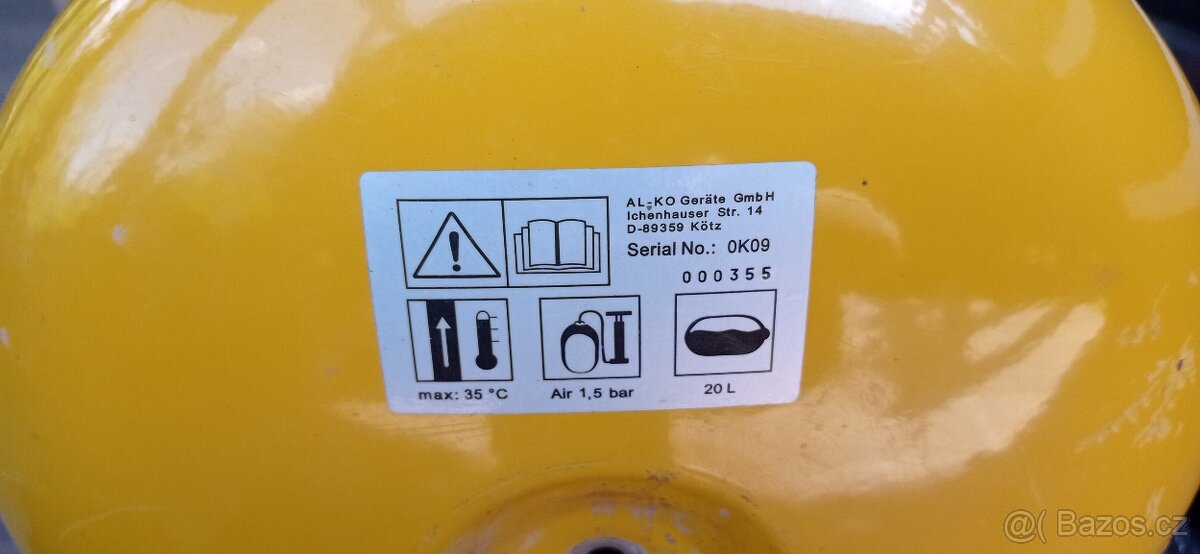 AL-KO Geräte GmbH
Ichenhauser Str. 14
D-89359 Kötz
Serial No.: 0K09
000355
max: 35 °C
Air 1,5 bar
20 L
@( Bazos.cz